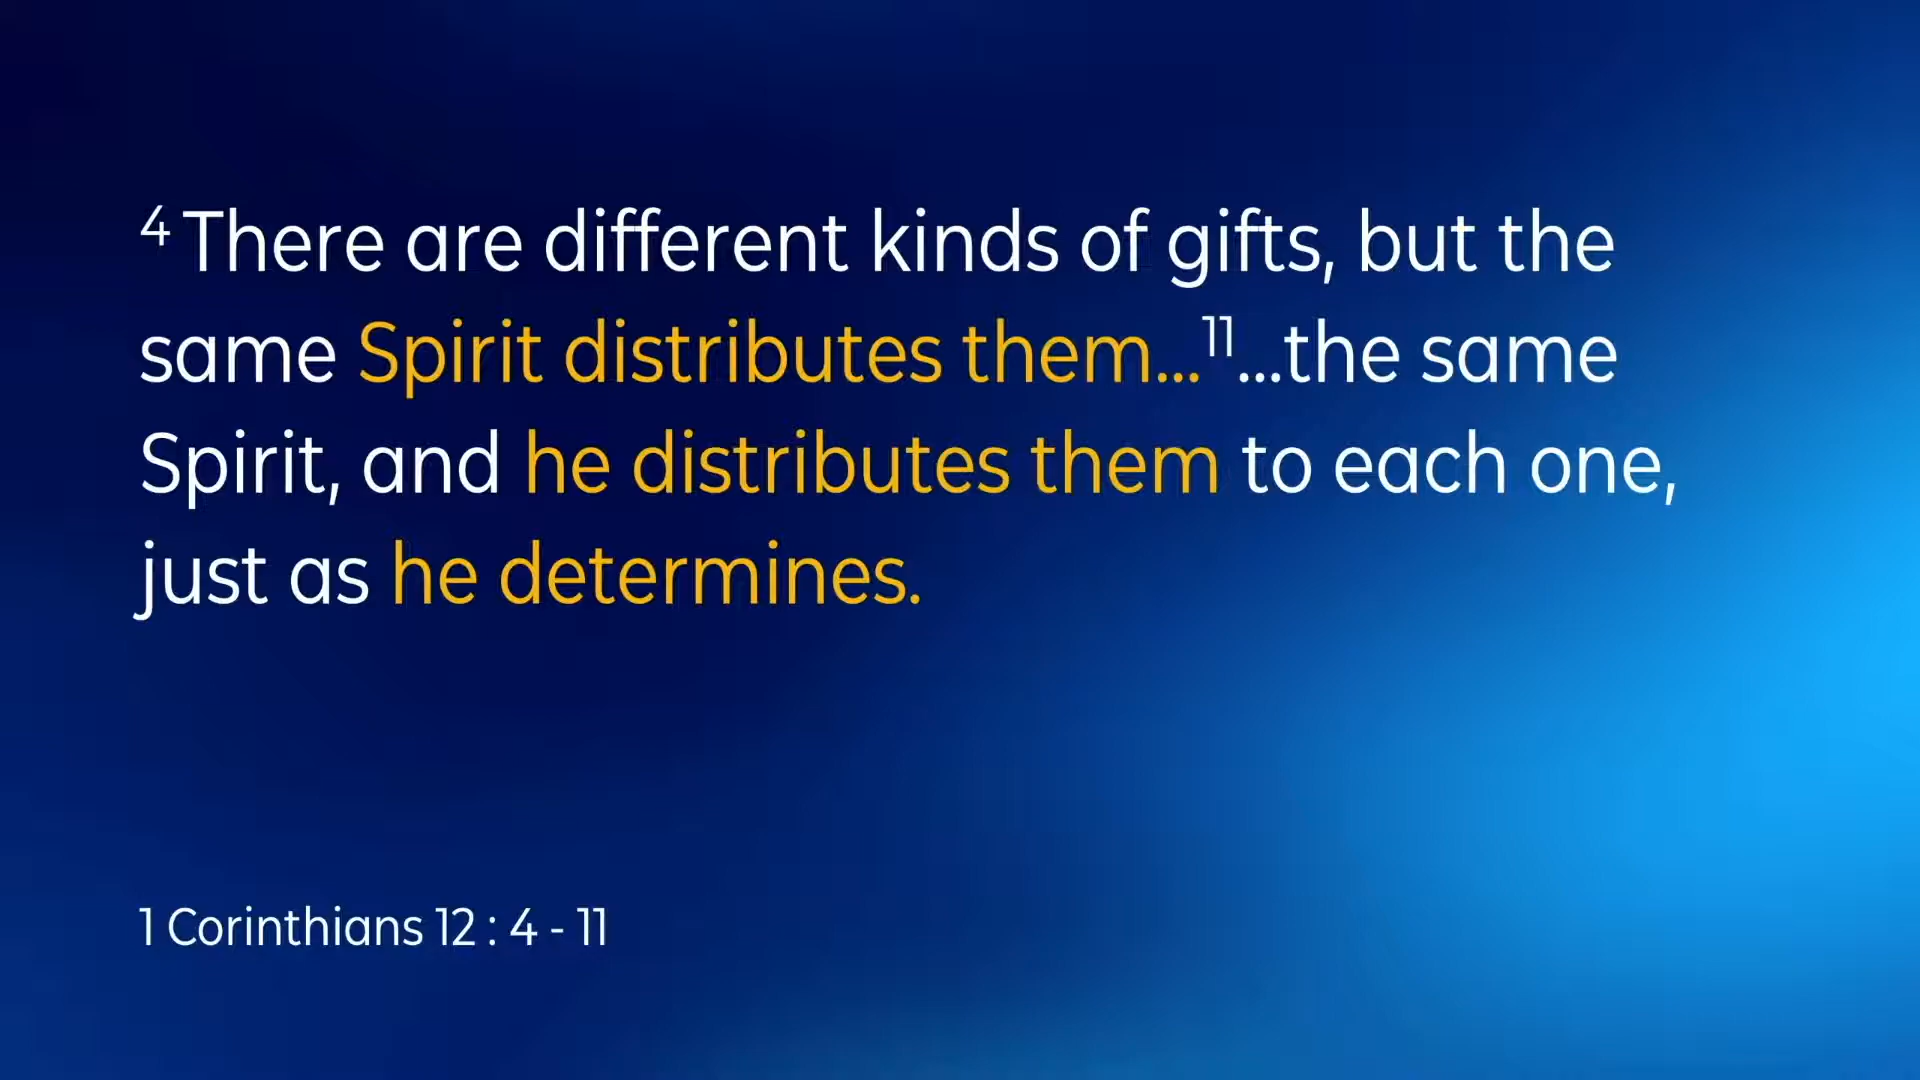 4 There are different kinds of gifts, but the
same Spirit distributes them...11...the same
Spirit, and he distributes them to each one,
just as he determines.
1 Corinthians 12 : 4 - 11